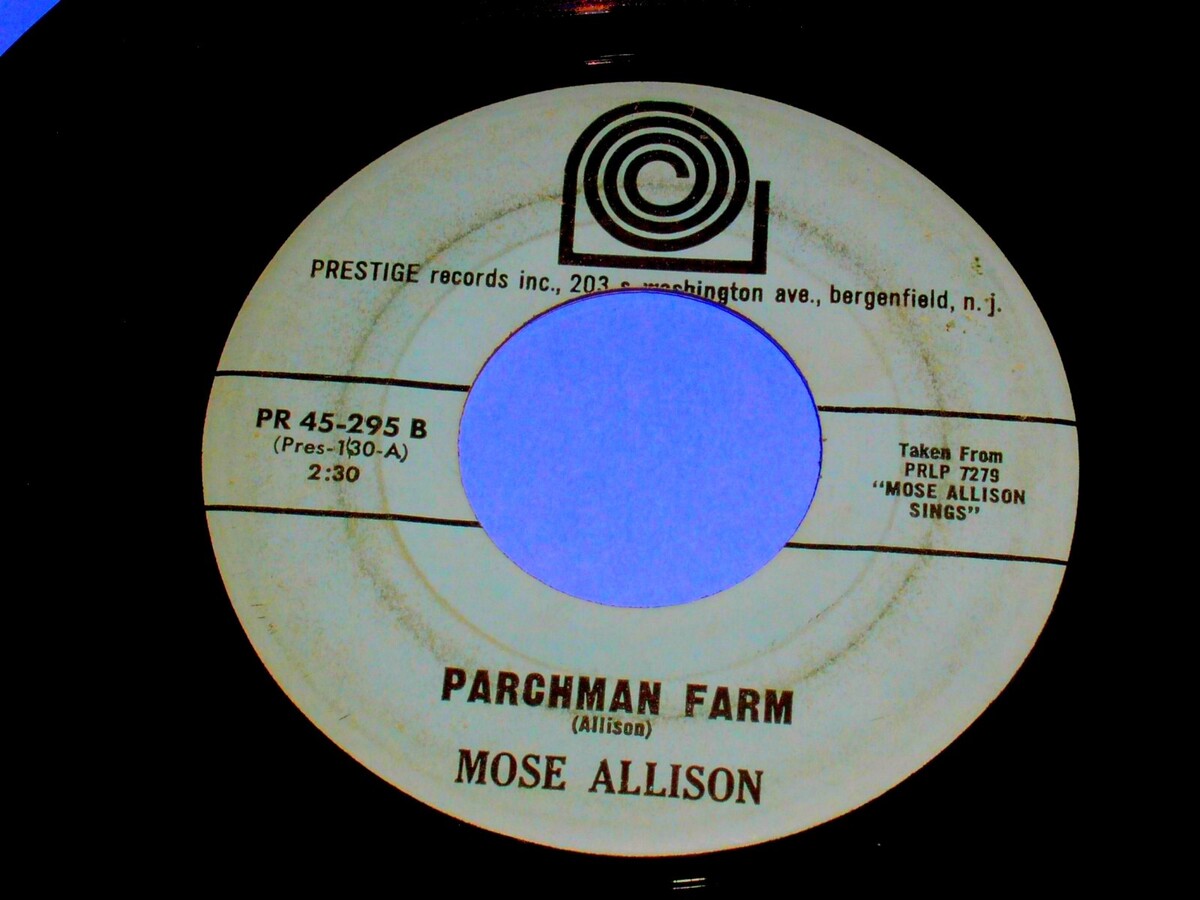 PRESTIGE records inc., 203 s. washington ave., bergenfield, n. j.
PR 45-295 B
(Pres-130-A)
2:30
Taken From
PRLP 7279
"MOSE ALLISON
SINGS"
PARCHMAN FARM
(Allison)
MOSE ALLISON